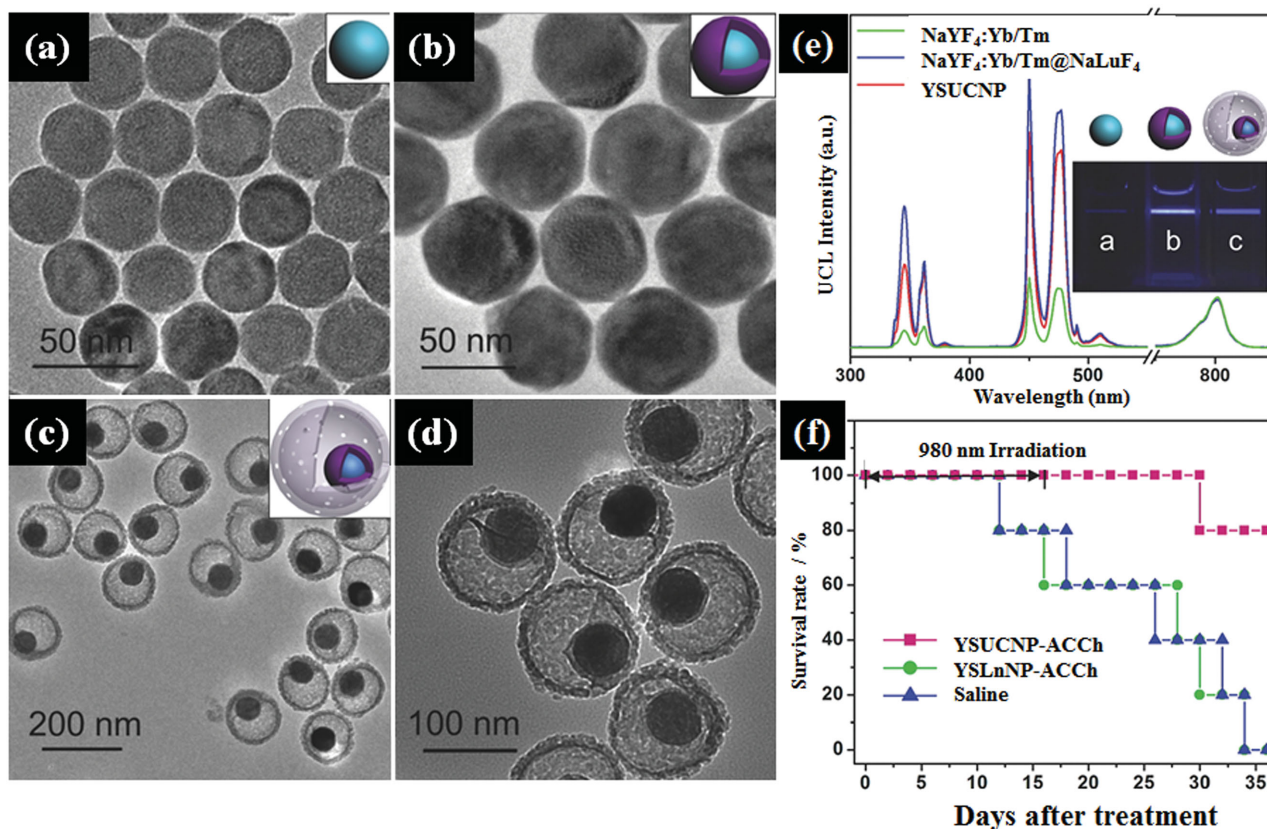 (a)
50 nm
(b)
50 nm
(c)
200 nm
(d)
100 nm
(e)
NaYF₄:Yb/Tm
NaYF₄:Yb/Tm@NaLuF₄
YSUCNP
a b c
UCL Intensity (a.u.)
300 400 500 800
Wavelength (nm)
(f)
980 nm Irradiation
100
80
60
40
20
0
Survival rate / %
YSUCNP-ACCh
YSLnNP-ACCh
Saline
0 5 10 15 20 25 30 35
Days after treatment